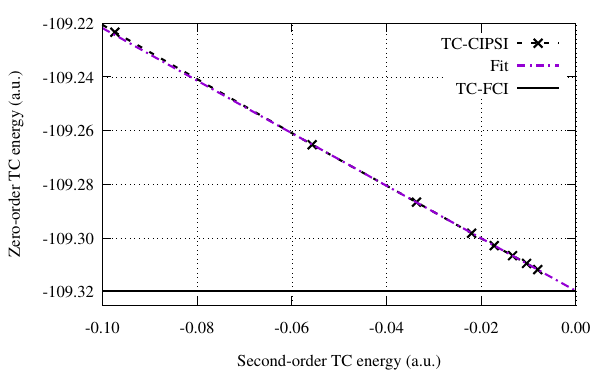 Zero-order TC energy (a.u.)
-109.22
-109.24
-109.26
-109.28
-109.30
-109.32
TC-CIPSI
Fit
TC-FCI
-0.10 -0.08 -0.06 -0.04 -0.02 0.00
Second-order TC energy (a.u.)